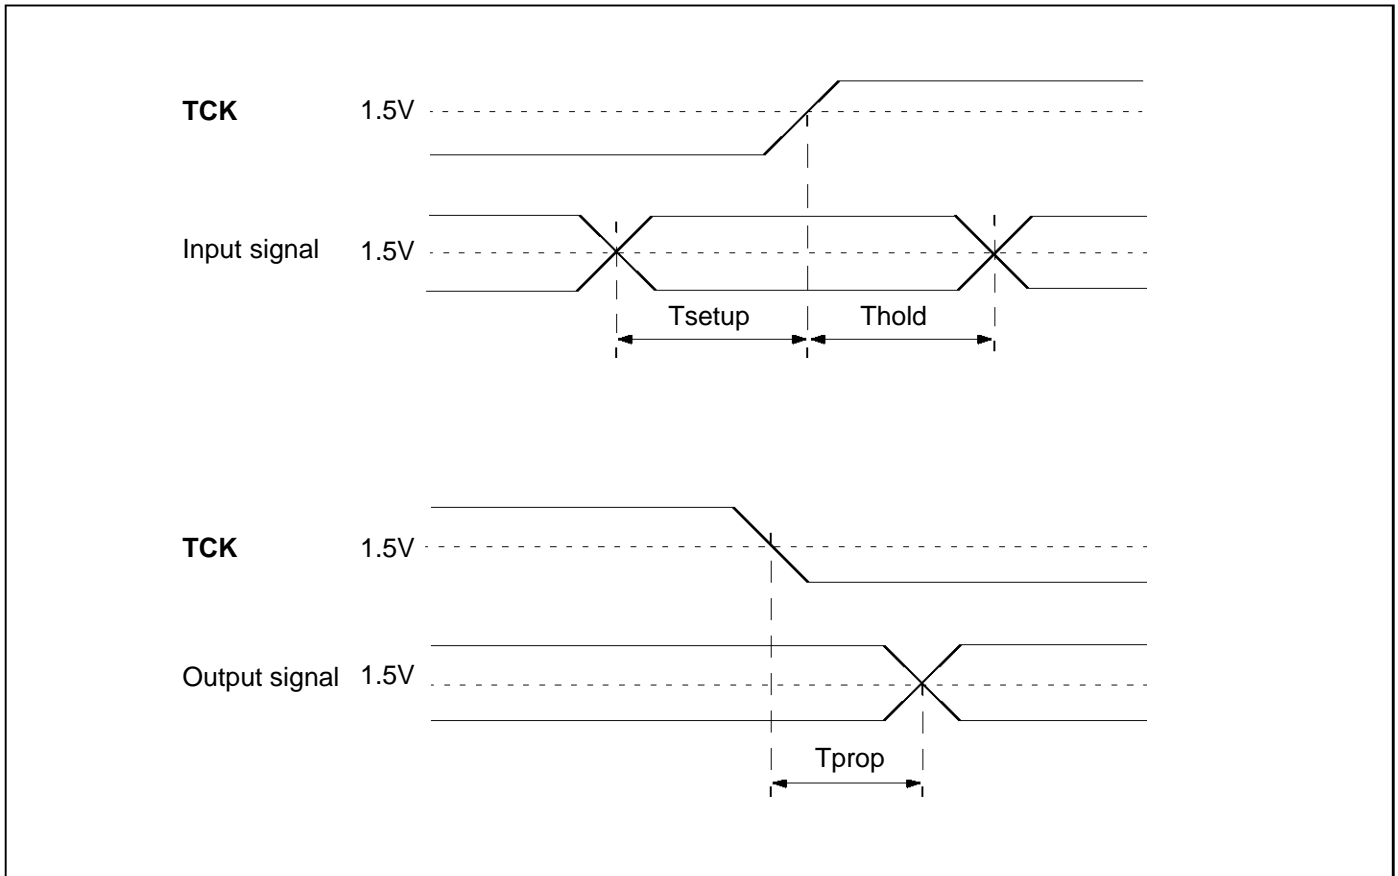 TCK 1.5V
Input signal 1.5V
Tsetup Thold
TCK 1.5V
Output signal 1.5V
Tprop